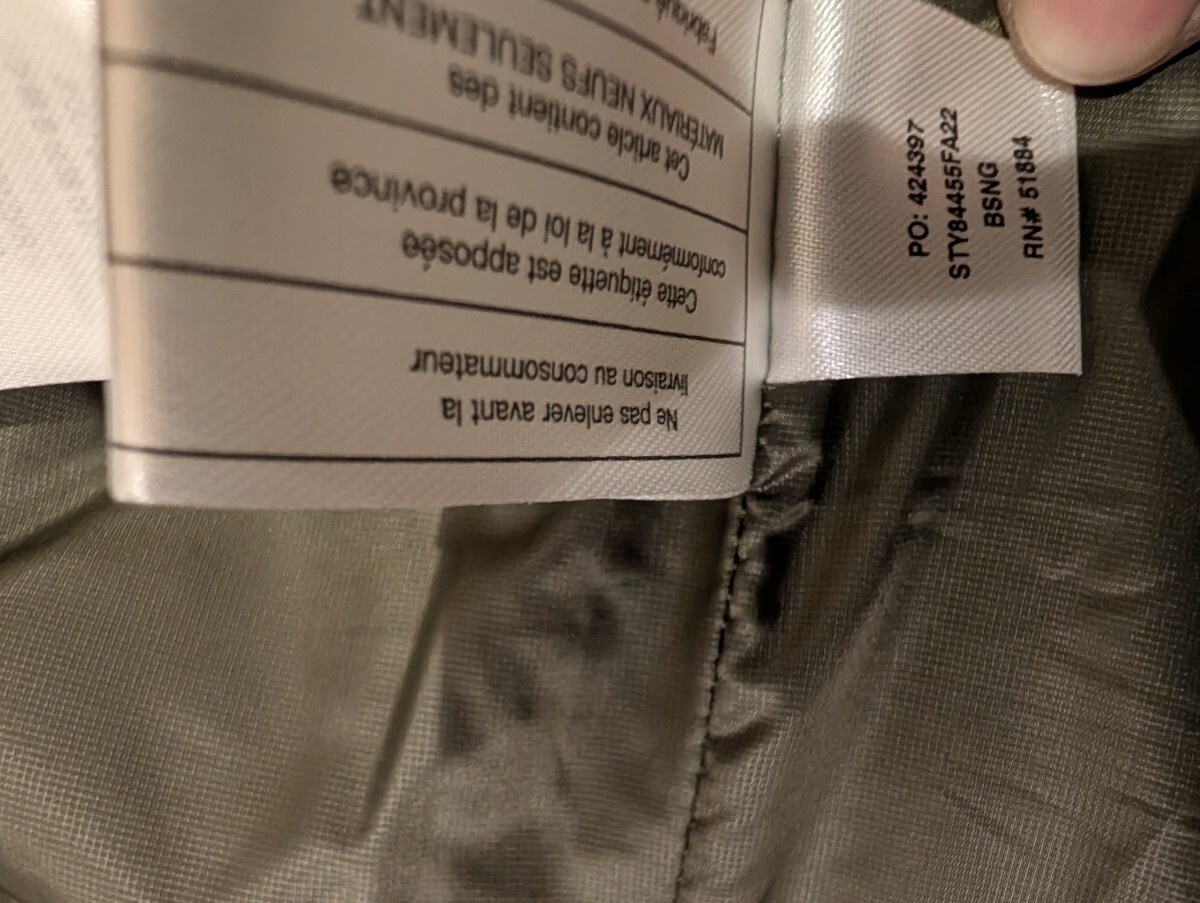 Ne pas enlever avant la
livraison au consommateur
Cette étiquette est apposée
conformément à la loi de la province
Cet article contient des
MATÉRIAUX NEUFS SEULEMENT
Fabriqué
PO: 424397
STY84455FA22
BSNG
RN# 51884